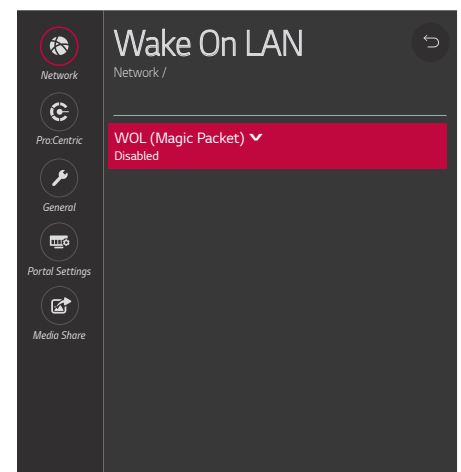 Wake On LAN
Network /
WOL (Magic Packet)
Disabled
Network
Pro:Centric
General
Portal Settings
Media Share